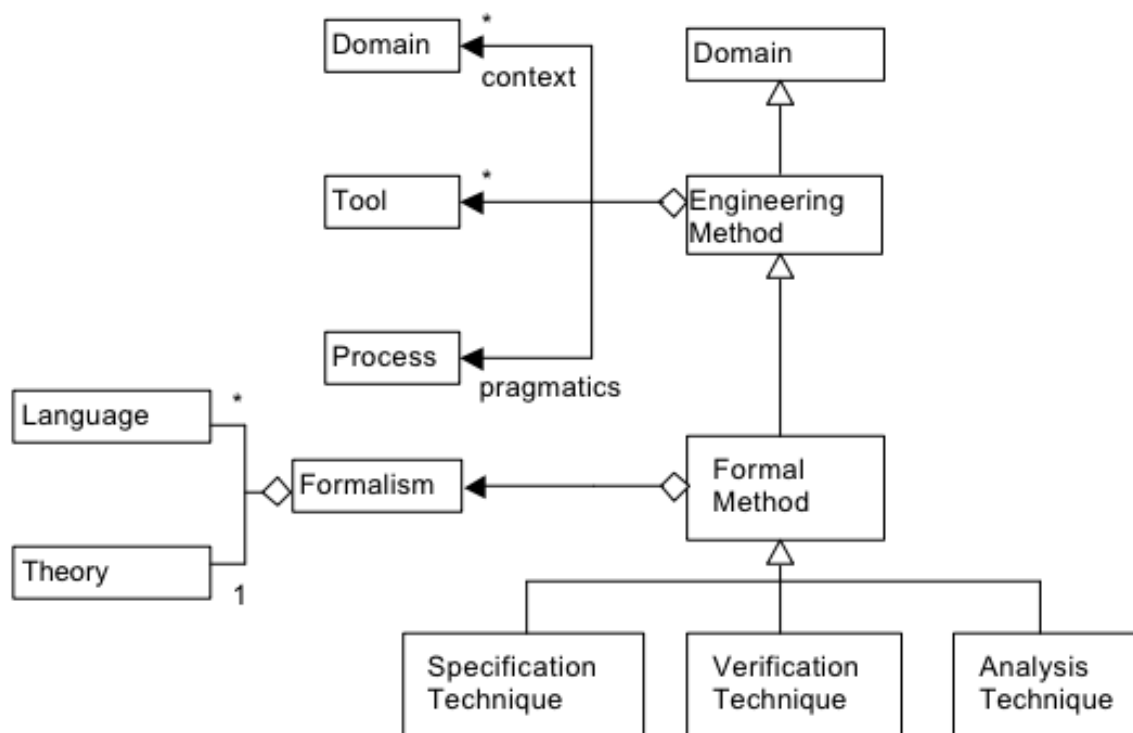 *
Domain
context
Domain
*
Tool
Engineering
Method
Process
pragmatics
*
Language
Formalism
Formal
Method
Theory
1
Specification
Technique
Verification
Technique
Analysis
Technique